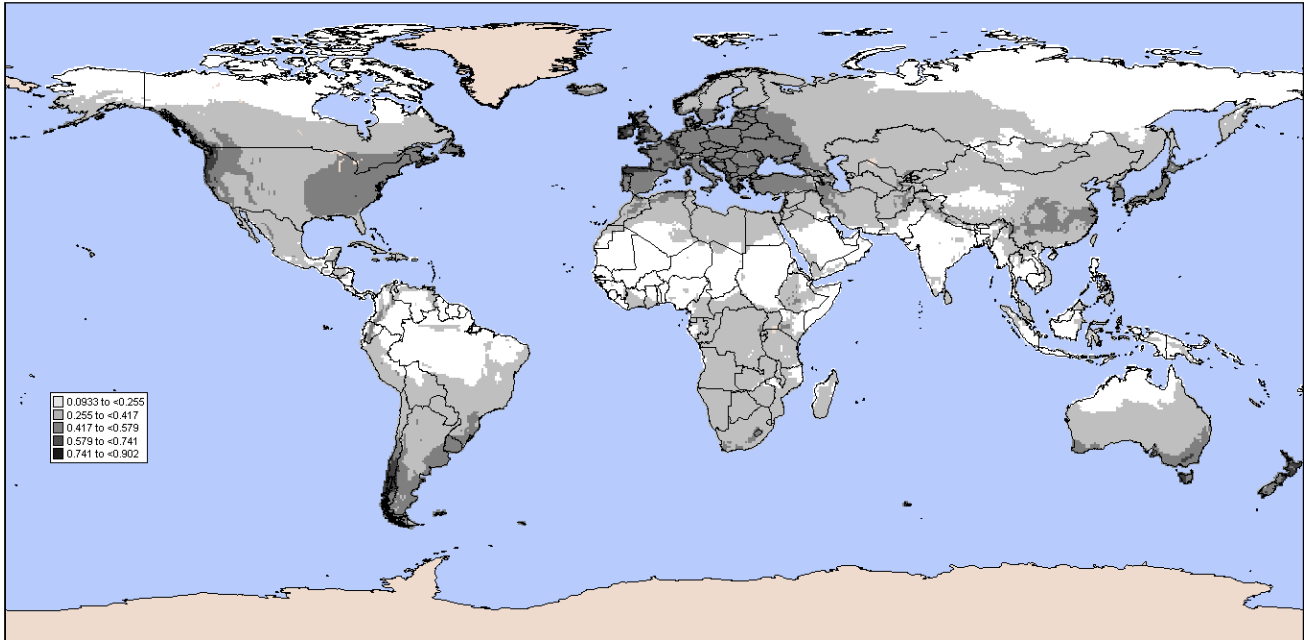 0.0933 to <0.255
0.255 to <0.417
0.417 to <0.579
0.579 to <0.741
0.741 to <0.902